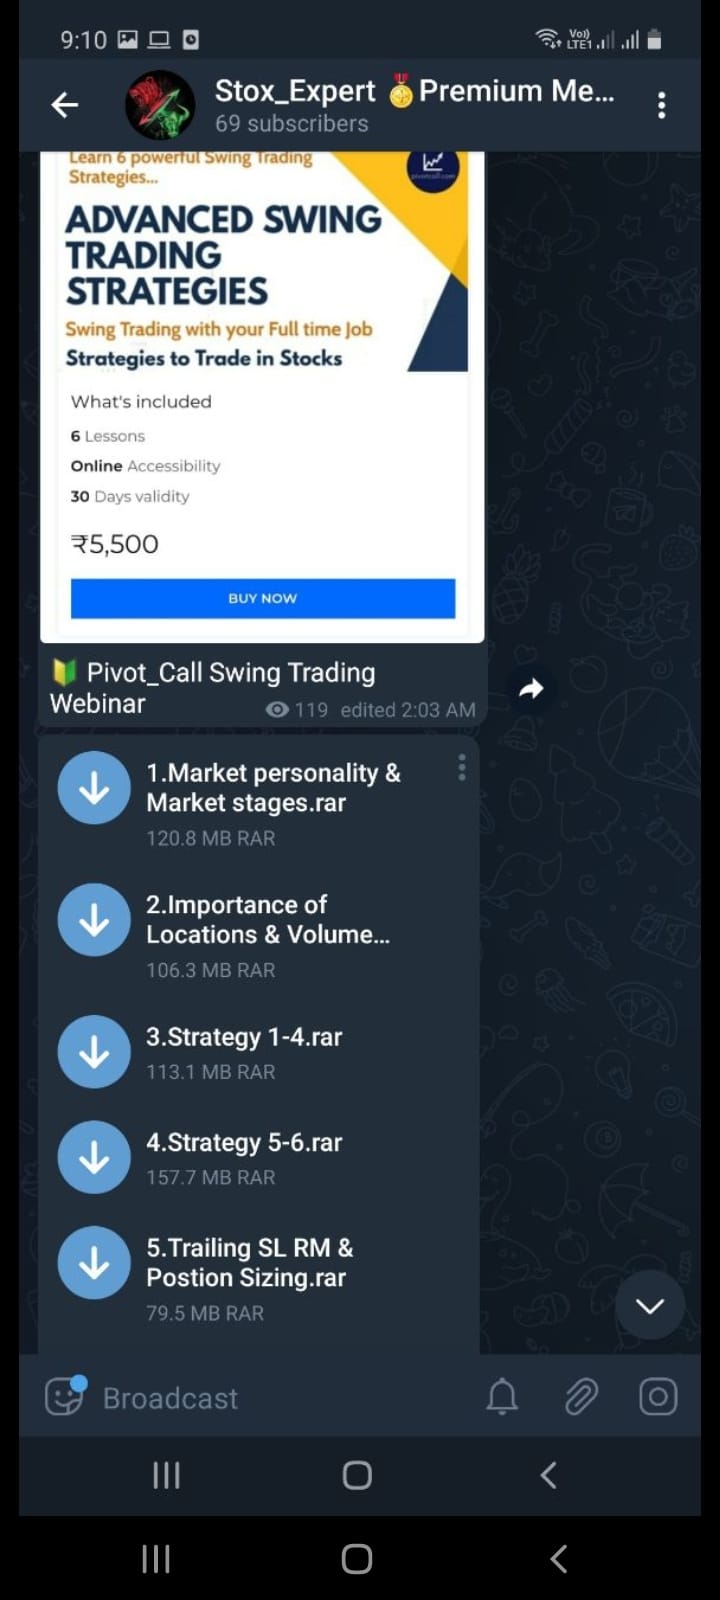 9:10
Vo))
LTE1
Stox_Expert 🏅Premium Me...
69 subscribers
Learn 6 powerful Swing Trading
Strategies...
pivotcall.com
ADVANCED SWING
TRADING
STRATEGIES
Swing Trading with your Full time Job
Strategies to Trade in Stocks
What's included
6 Lessons
Online Accessibility
30 Days validity
₹5,500
BUY NOW
🔰 Pivot_Call Swing Trading
Webinar
119 edited 2:03 AM
1.Market personality &
Market stages.rar
120.8 MB RAR
2.Importance of
Locations & Volume...
106.3 MB RAR
3.Strategy 1-4.rar
113.1 MB RAR
4.Strategy 5-6.rar
157.7 MB RAR
5.Trailing SL RM &
Postion Sizing.rar
79.5 MB RAR
Broadcast